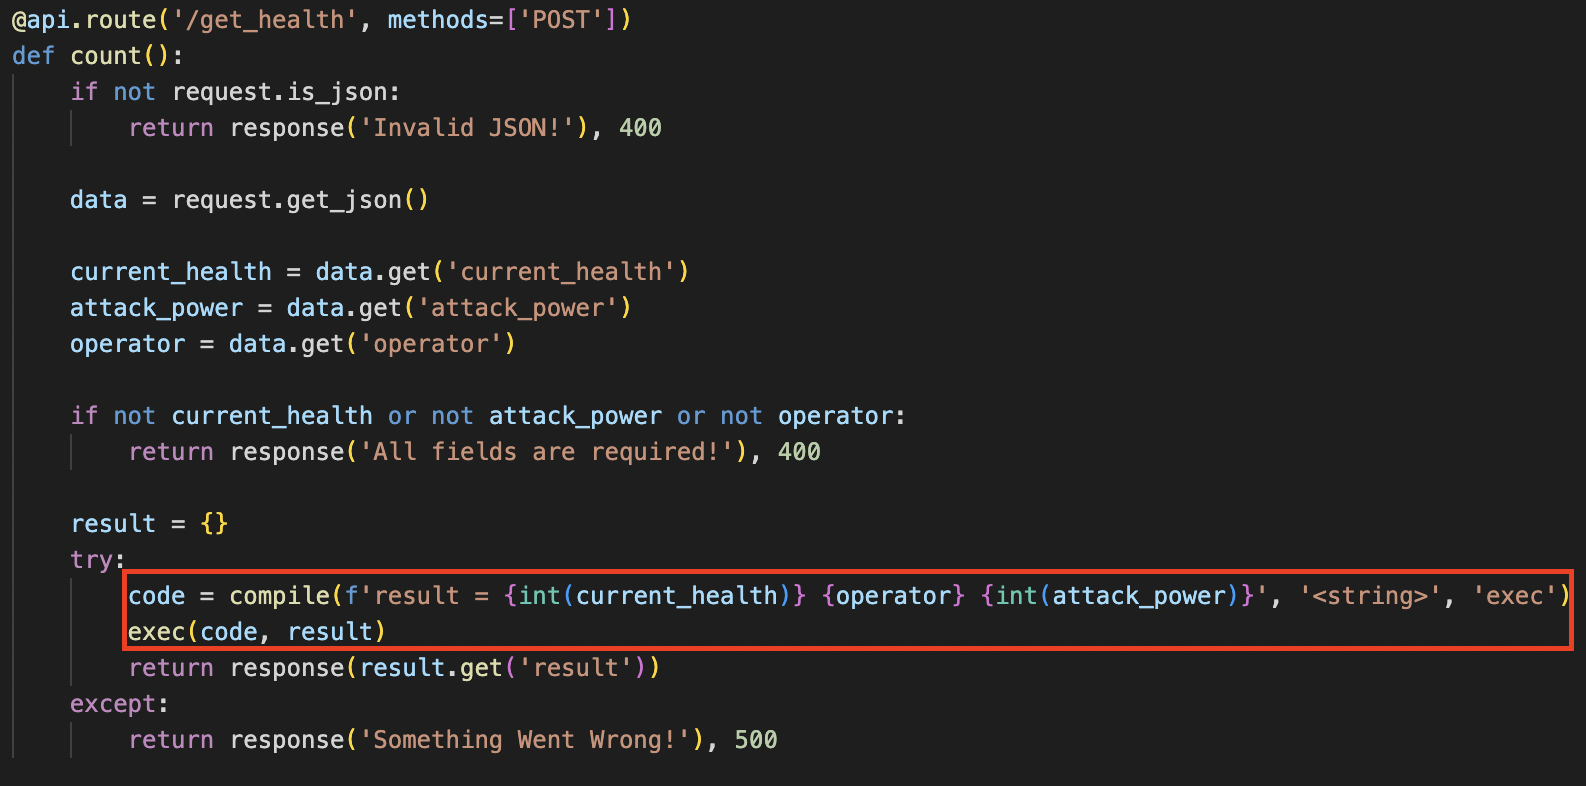 @api.route('/get_health', methods=['POST'])
def count():
    if not request.is_json:
        return response('Invalid JSON!'), 400

    data = request.get_json()

    current_health = data.get('current_health')
    attack_power = data.get('attack_power')
    operator = data.get('operator')

    if not current_health or not attack_power or not operator:
        return response('All fields are required!'), 400

    result = {}
    try:
        code = compile(f'result = {int(current_health)} {operator} {int(attack_power)}', '<string>', 'exec')
        exec(code, result)
        return response(result.get('result'))
    except:
        return response('Something Went Wrong!'), 500